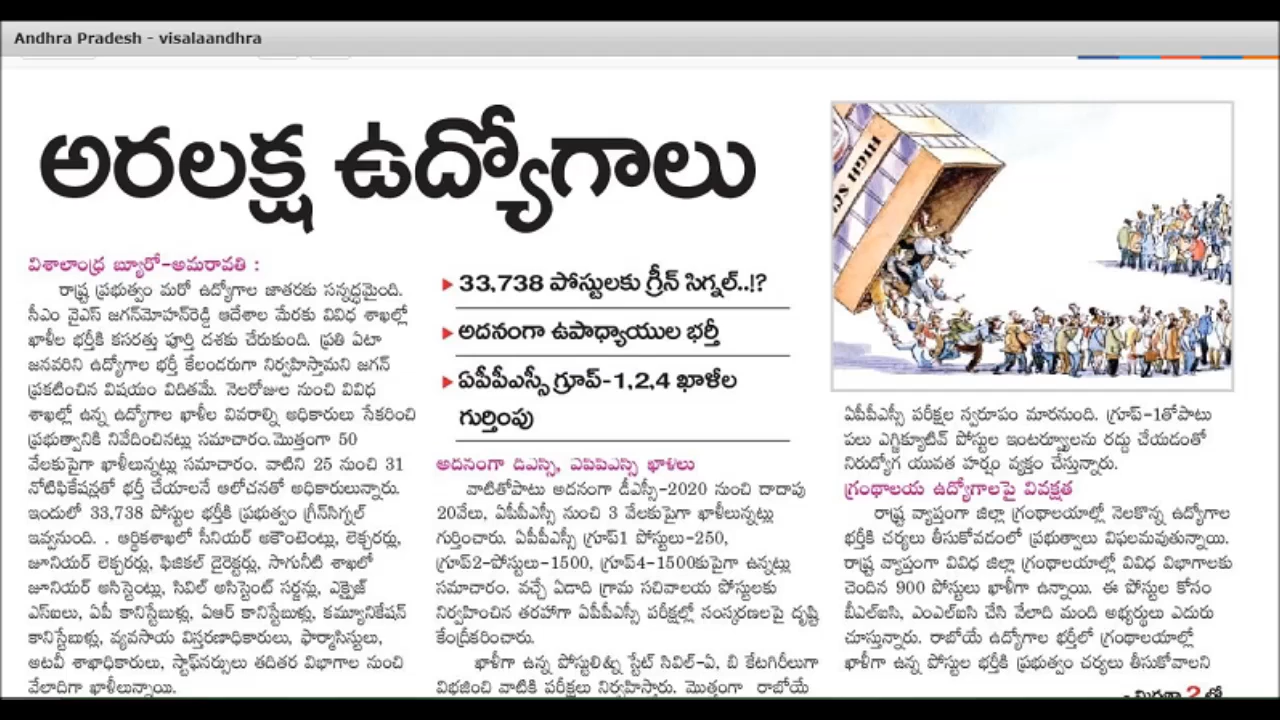 Andhra Pradesh - visalaandhra
అరలక్ష ఉద్యోగాలు
విశాలాంధ్ర బ్యూరో-అమరావతి :
రాష్ట్ర ప్రభుత్వం మరో ఉద్యోగాల జాతరకు సన్నద్ధమైంది.
సీఎం వైఎస్ జగన్‌మోహన్‌రెడ్డి ఆదేశాల మేరకు వివిధ శాఖల్లో
ఖాళీల భర్తీకి కసరత్తు పూర్తి దశకు చేరుకుంది. ప్రతి ఏటా
జనవరిని ఉద్యోగాల భర్తీ కేలండరుగా నిర్వహిస్తామని జగన్
ప్రకటించిన విషయం విదితమే. నెలరోజుల నుంచి వివిధ
శాఖల్లో ఉన్న ఉద్యోగాల ఖాళీల వివరాల్ని అధికారులు సేకరించి
ప్రభుత్వానికి నివేదించినట్లు సమాచారం.మొత్తంగా 50
వేలకుపైగా ఖాళీలున్నట్లు సమాచారం. వాటిని 25 నుంచి 31
నోటిఫికేషన్లతో భర్తీ చేయాలనే ఆలోచనతో అధికారులున్నారు.
ఇందులో 33,738 పోస్టుల భర్తీకి ప్రభుత్వం గ్రీన్‌సిగ్నల్
ఇవ్వనుంది. . ఆర్థికశాఖలో సీనియర్ అకౌంటెంట్లు, లెక్చరర్లు,
జూనియర్ లెక్చరర్లు, ఫిజికల్ డైరెక్టర్లు, సాగునీటి శాఖలో
జూనియర్ అసిస్టెంట్లు, సివిల్ అసిస్టెంట్ సర్జన్లు, ఎక్సైజ్
ఎస్‌ఐలు, ఏపీ కానిస్టేబుళ్లు, ఏఆర్ కానిస్టేబుళ్లు, కమ్యూనికేషన్
కానిస్టేబుళ్లు, వ్యవసాయ విస్తరణాధికారులు, ఫార్మాసిస్టులు,
అటవీ శాఖాధికారులు, స్టాఫ్‌నర్సులు తదితర విభాగాల నుంచి
వేలాదిగా ఖాళీలున్నాయి.
33,738 పోస్టులకు గ్రీన్ సిగ్నల్..!?
అదనంగా ఉపాధ్యాయుల భర్తీ
ఏపీపీఎస్సీ గ్రూప్-1,2,4 ఖాళీల
గుర్తింపు
అదనంగా డిఎస్సి, ఎపిపిఎస్సి ఖాళీలు
వాటితోపాటు అదనంగా డీఎస్సీ-2020 నుంచి దాదాపు
20వేలు, ఏపీపీఎస్సీ నుంచి 3 వేలకుపైగా ఖాళీలున్నట్లు
గుర్తించారు. ఏపీపీఎస్సీ గ్రూప్1 పోస్టులు-250,
గ్రూప్2-పోస్టులు-1500, గ్రూప్4-1500కుపైగా ఉన్నట్లు
సమాచారం. వచ్చే ఏడాది గ్రామ సచివాలయ పోస్టులకు
నిర్వహించిన తరహాగా ఏపీపీఎస్సీ పరీక్షల్లో సంస్కరణలపై దృష్టి
కేంద్రీకరించారు.
ఖాళీగా ఉన్న పోస్టులి&న్ని స్టేట్ సివిల్-ఏ, బి కేటగిరీలుగా
విభజించి వాటికి పరీక్షలు నిర్వహిస్తారు. మొత్తంగా రాబోయే
HIGH
ఏపీపీఎస్సీ పరీక్షల స్వరూపం మారనుంది. గ్రూప్-1తోపాటు
పలు ఎగ్జిక్యూటివ్ పోస్టుల ఇంటర్వ్యూలను రద్దు చేయడంతో
నిరుద్యోగ యువత హర్షం వ్యక్తం చేస్తున్నారు.
గ్రంథాలయ ఉద్యోగాలపై వివక్షత
రాష్ట్ర వ్యాప్తంగా జిల్లా గ్రంథాలయాల్లో నెలకొన్న ఉద్యోగాల
భర్తీకి చర్యలు తీసుకోవడంలో ప్రభుత్వాలు విఫలమవుతున్నాయి.
రాష్ట్ర వ్యాప్తంగా వివిధ జిల్లా గ్రంథాలయాల్లో వివిధ విభాగాలకు
చెందిన 900 పోస్టులు ఖాళీగా ఉన్నాయి. ఈ పోస్టుల కోసం
బీఎల్‌ఐసి, ఎంఎల్‌ఐసి చేసి వేలాది మంది అభ్యర్థులు ఎదురు
చూస్తున్నారు. రాబోయే ఉద్యోగాల భర్తీలో గ్రంథాలయాల్లో
ఖాళీగా ఉన్న పోస్టుల భర్తీకి ప్రభుత్వం చర్యలు తీసుకోవాలని